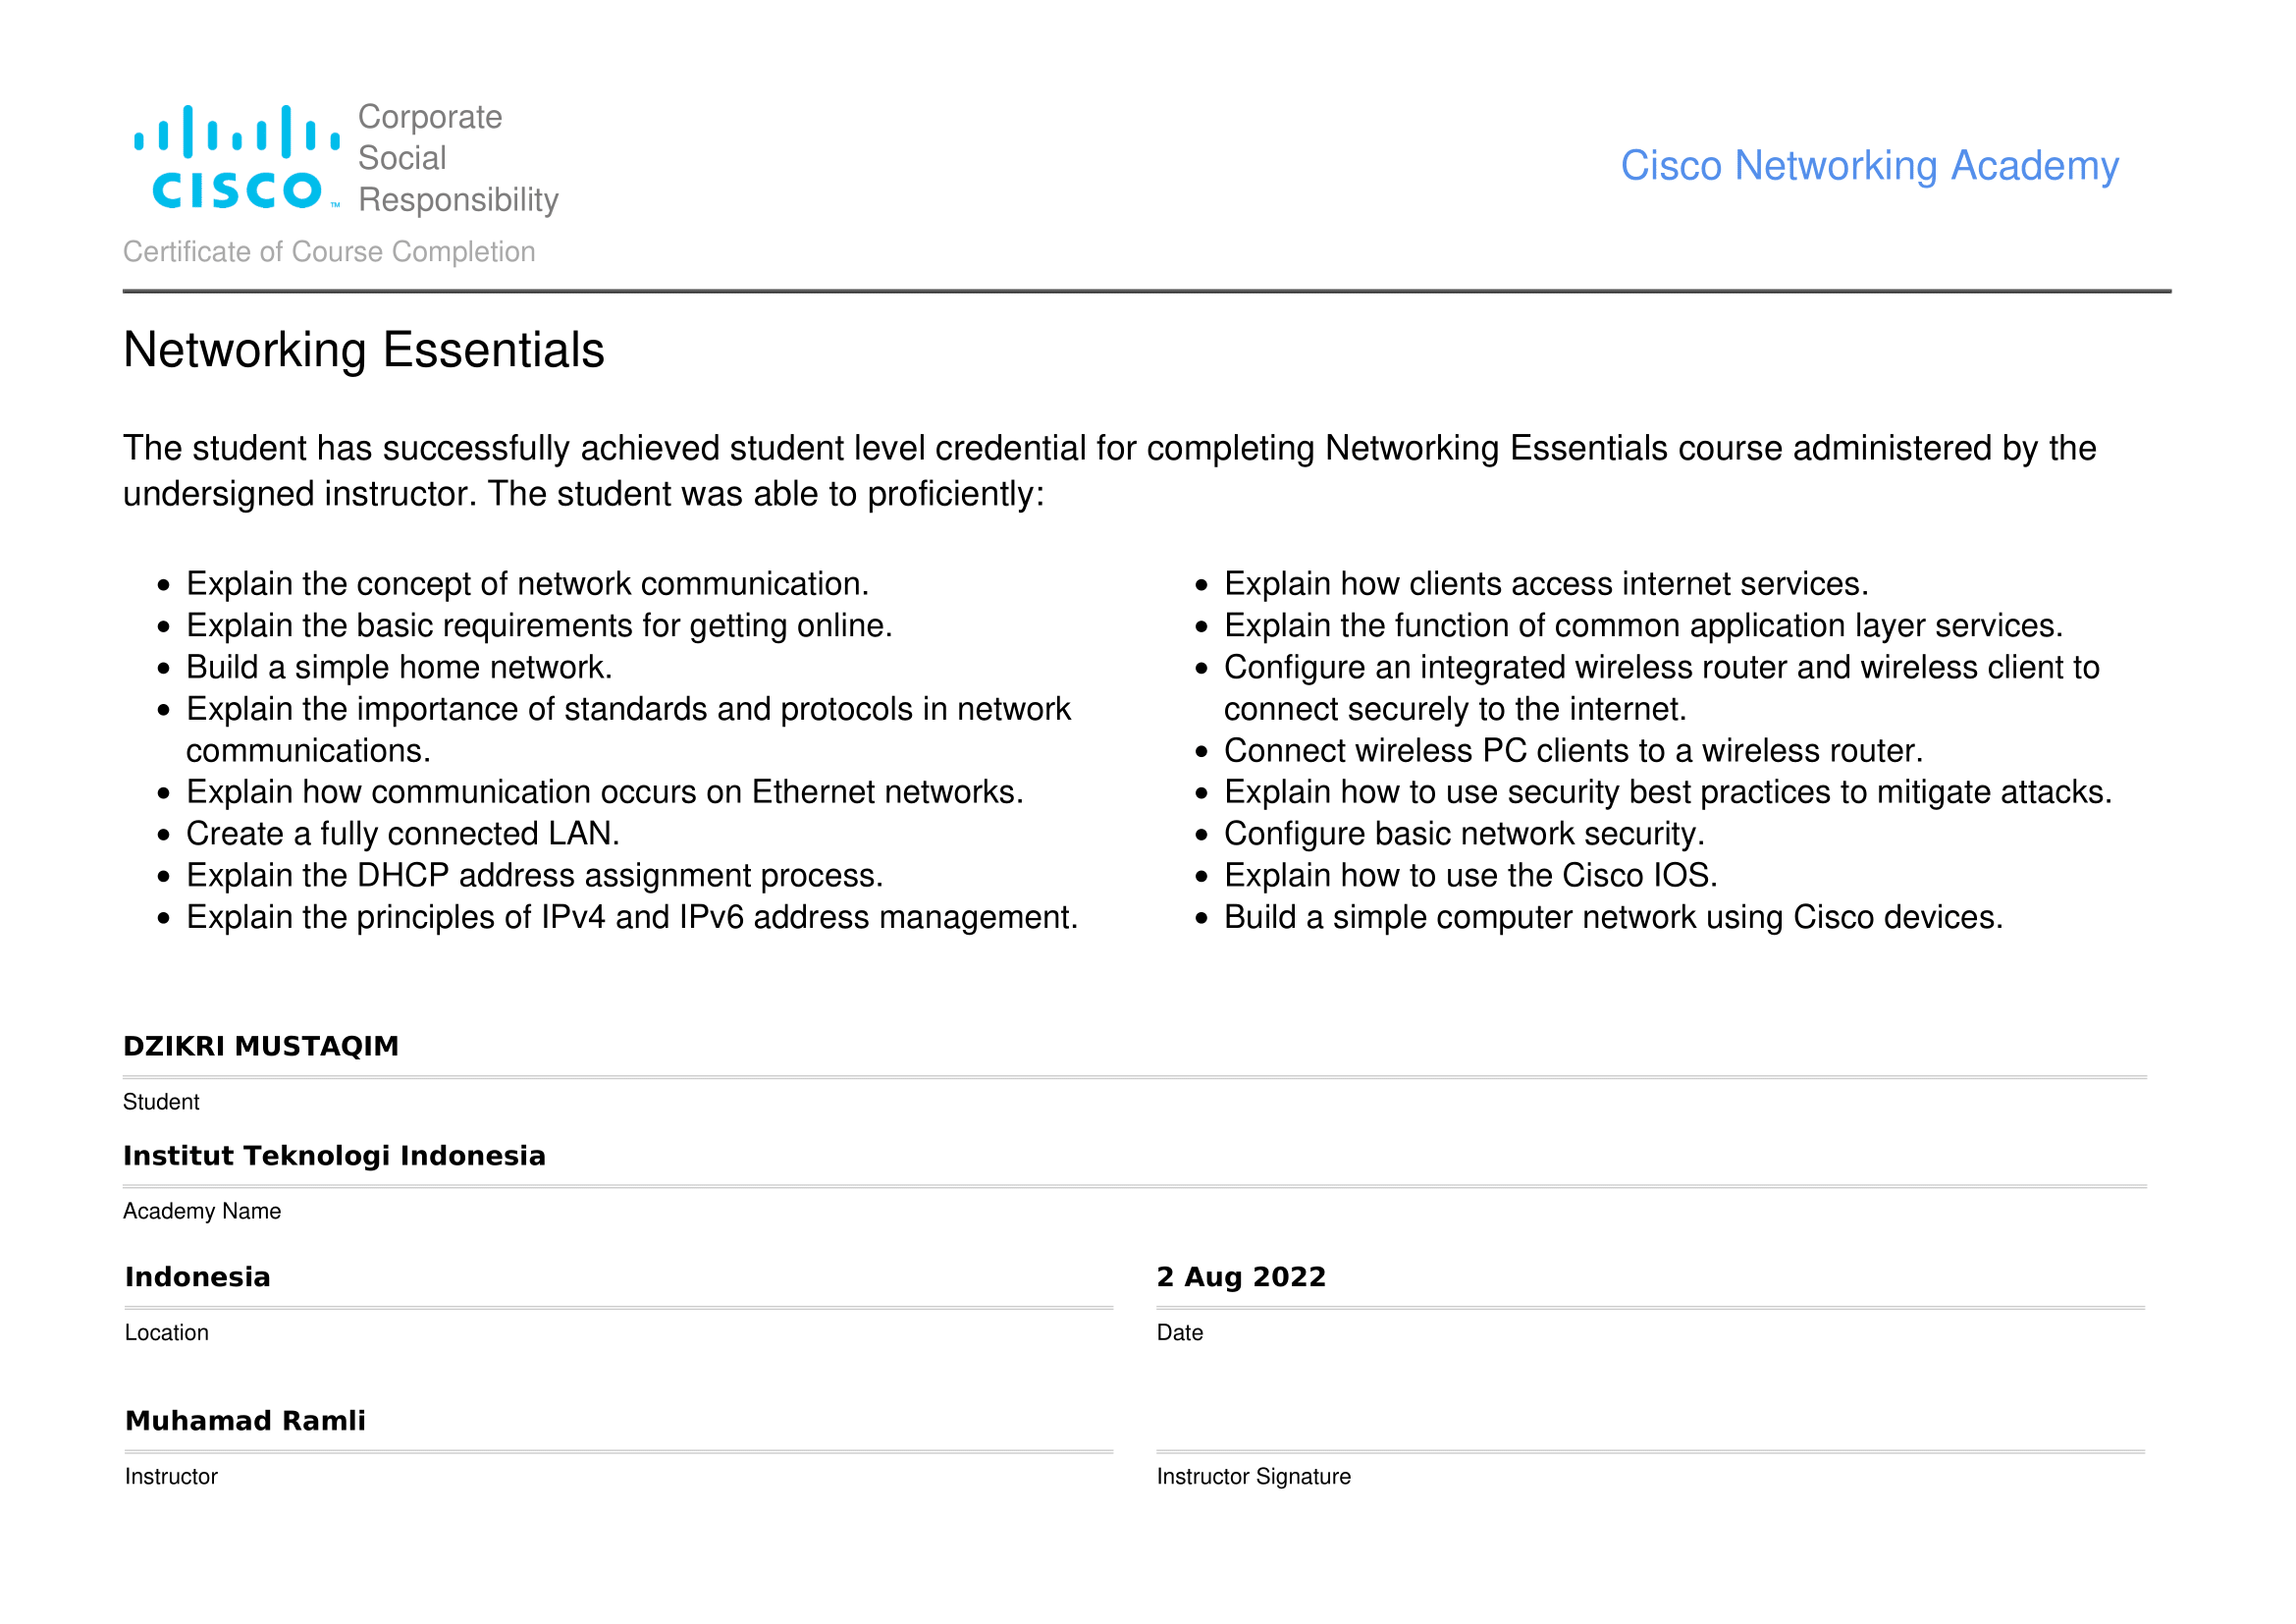 Corporate
Social
Responsibility
CISCO™
Cisco Networking Academy
Certificate of Course Completion
Networking Essentials
The student has successfully achieved student level credential for completing Networking Essentials course administered by the
undersigned instructor. The student was able to proficiently:
• Explain the concept of network communication.
• Explain the basic requirements for getting online.
• Build a simple home network.
• Explain the importance of standards and protocols in network
communications.
• Explain how communication occurs on Ethernet networks.
• Create a fully connected LAN.
• Explain the DHCP address assignment process.
• Explain the principles of IPv4 and IPv6 address management.
• Explain how clients access internet services.
• Explain the function of common application layer services.
• Configure an integrated wireless router and wireless client to
connect securely to the internet.
• Connect wireless PC clients to a wireless router.
• Explain how to use security best practices to mitigate attacks.
• Configure basic network security.
• Explain how to use the Cisco IOS.
• Build a simple computer network using Cisco devices.
DZIKRI MUSTAQIM
Student
Institut Teknologi Indonesia
Academy Name
Indonesia
Location
2 Aug 2022
Date
Muhamad Ramli
Instructor
Instructor Signature